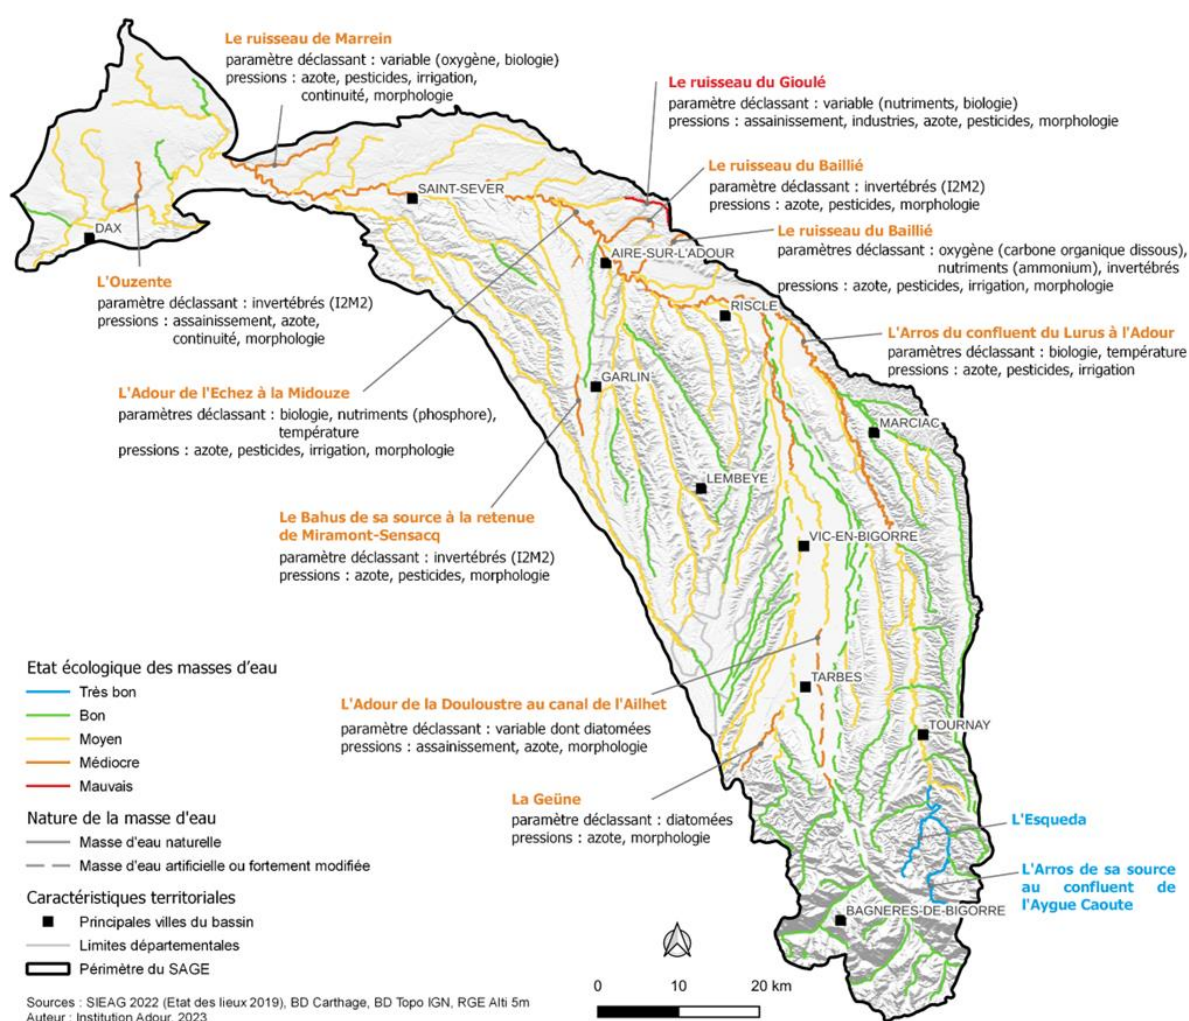 Le ruisseau de Marrein
paramètre déclassant : variable (oxygène, biologie)
pressions : azote, pesticides, irrigation,
continuité, morphologie
Le ruisseau du Gioulé
paramètre déclassant : variable (nutriments, biologie)
pressions : assainissement, industries, azote, pesticides, morphologie
Le ruisseau du Baillié
paramètre déclassant : invertébrés (I2M2)
pressions : azote, pesticides, morphologie
SAINT-SEVER
DAX
Le ruisseau du Baillié
paramètres déclassant : oxygène (carbone organique dissous),
nutriments (ammonium), invertébrés
pressions : azote, pesticides, irrigation, morphologie
AIRE-SUR-L'ADOUR
L'Ouzente
paramètre déclassant : invertébrés (I2M2)
pressions : assainissement, azote,
continuité, morphologie
RISCLE
L'Arros du confluent du Lurus à l'Adour
paramètres déclassant : biologie, température
pressions : azote, pesticides, irrigation
GARLIN
L'Adour de l'Echez à la Midouze
paramètres déclassant : biologie, nutriments (phosphore),
température
pressions : azote, pesticides, irrigation, morphologie
MARCIAC
LEMBEYE
Le Bahus de sa source à la retenue
de Miramont-Sensacq
paramètre déclassant : invertébrés (I2M2)
pressions : azote, pesticides, morphologie
VIC-EN-BIGORRE
Etat écologique des masses d'eau
Très bon
Bon
Moyen
Médiocre
Mauvais
Nature de la masse d'eau
Masse d'eau naturelle
Masse d'eau artificielle ou fortement modifiée
Caractéristiques territoriales
Principales villes du bassin
Limites départementales
Périmètre du SAGE
Sources : SIEAG 2022 (Etat des lieux 2019), BD Carthage, BD Topo IGN, RGE Alti 5m
Auteur : Institution Adour, 2023
TARBES
L'Adour de la Douloustre au canal de l'Ailhet
paramètre déclassant : variable dont diatomées
pressions : assainissement, azote, morphologie
TOURNAY
La Geüne
paramètre déclassant : diatomées
pressions : azote, morphologie
L'Esqueda
L'Arros de sa source
au confluent de
l'Aygue Caoute
BAGNERES-DE-BIGORRE
0 10 20 km